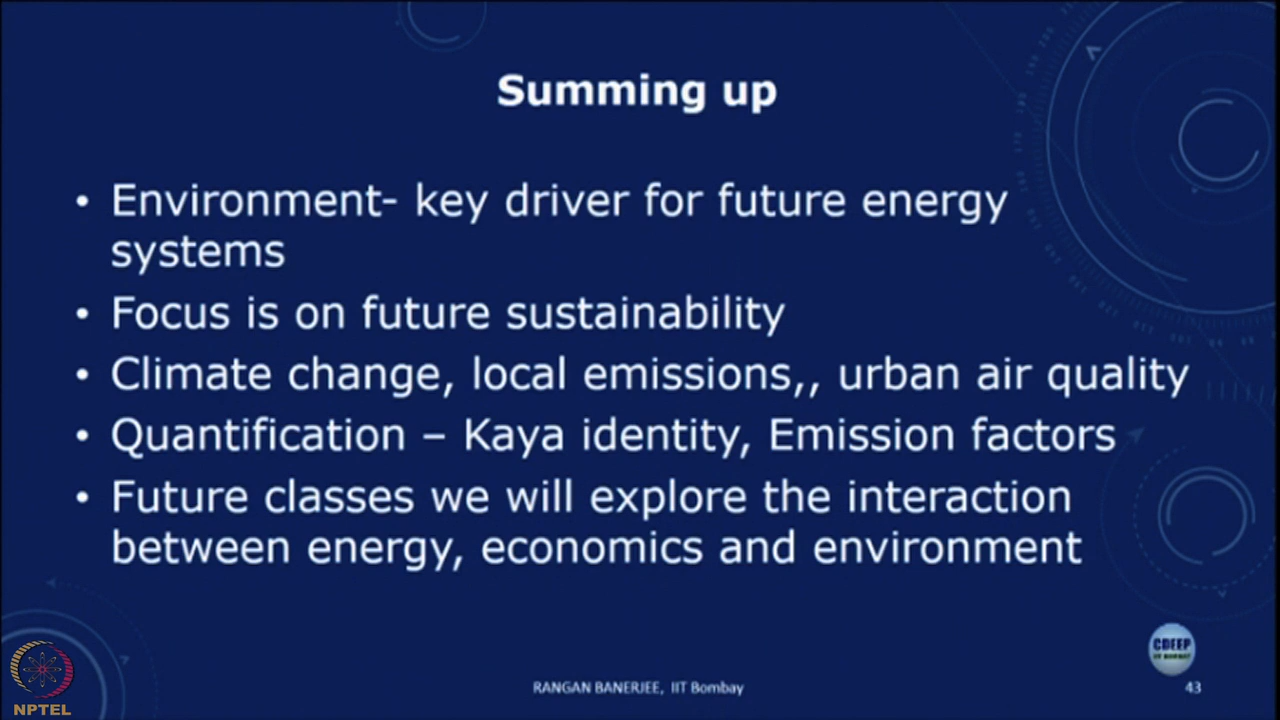 Summing up
• Environment- key driver for future energy
systems
• Focus is on future sustainability
• Climate change, local emissions,, urban air quality
• Quantification – Kaya identity, Emission factors
• Future classes we will explore the interaction
between energy, economics and environment
CDEEP
IIT BOMBAY
NPTEL
RANGAN BANERJEE, IIT Bombay
43